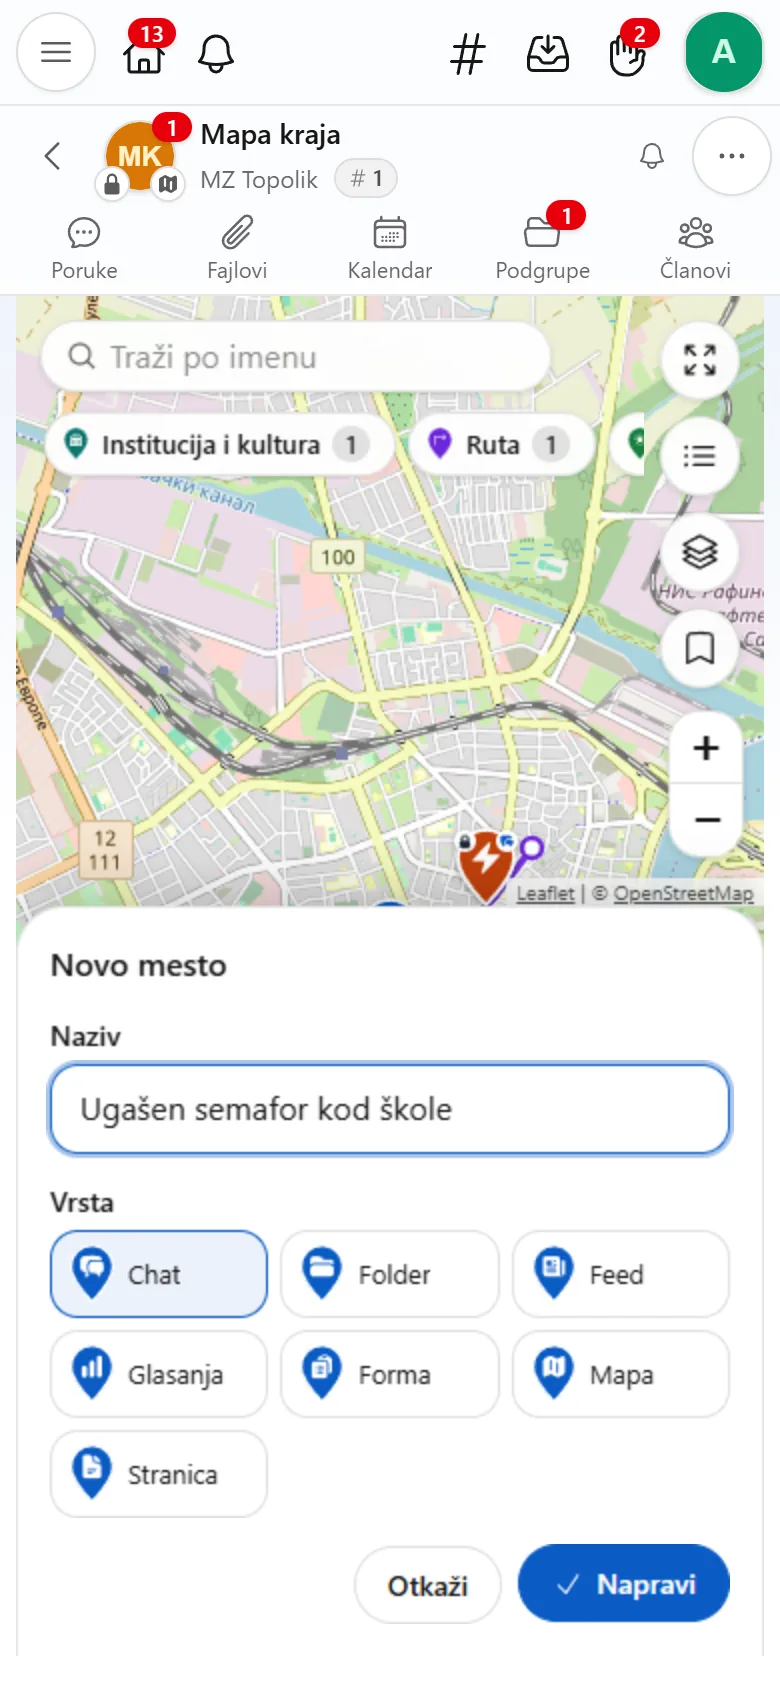 13
2
A
1
MK
Mapa kraja
MZ Topolik
# 1
1
Poruke
Fajlovi
Kalendar
Podgrupe
Članovi
Traži po imenu
Institucija i kultura 1
Ruta 1
100
12
111
Leaflet | © OpenStreetMap
Novo mesto
Naziv
Ugašen semafor kod škole
Vrsta
Chat
Folder
Feed
Glasanja
Forma
Mapa
Stranica
Otkaži
Napravi